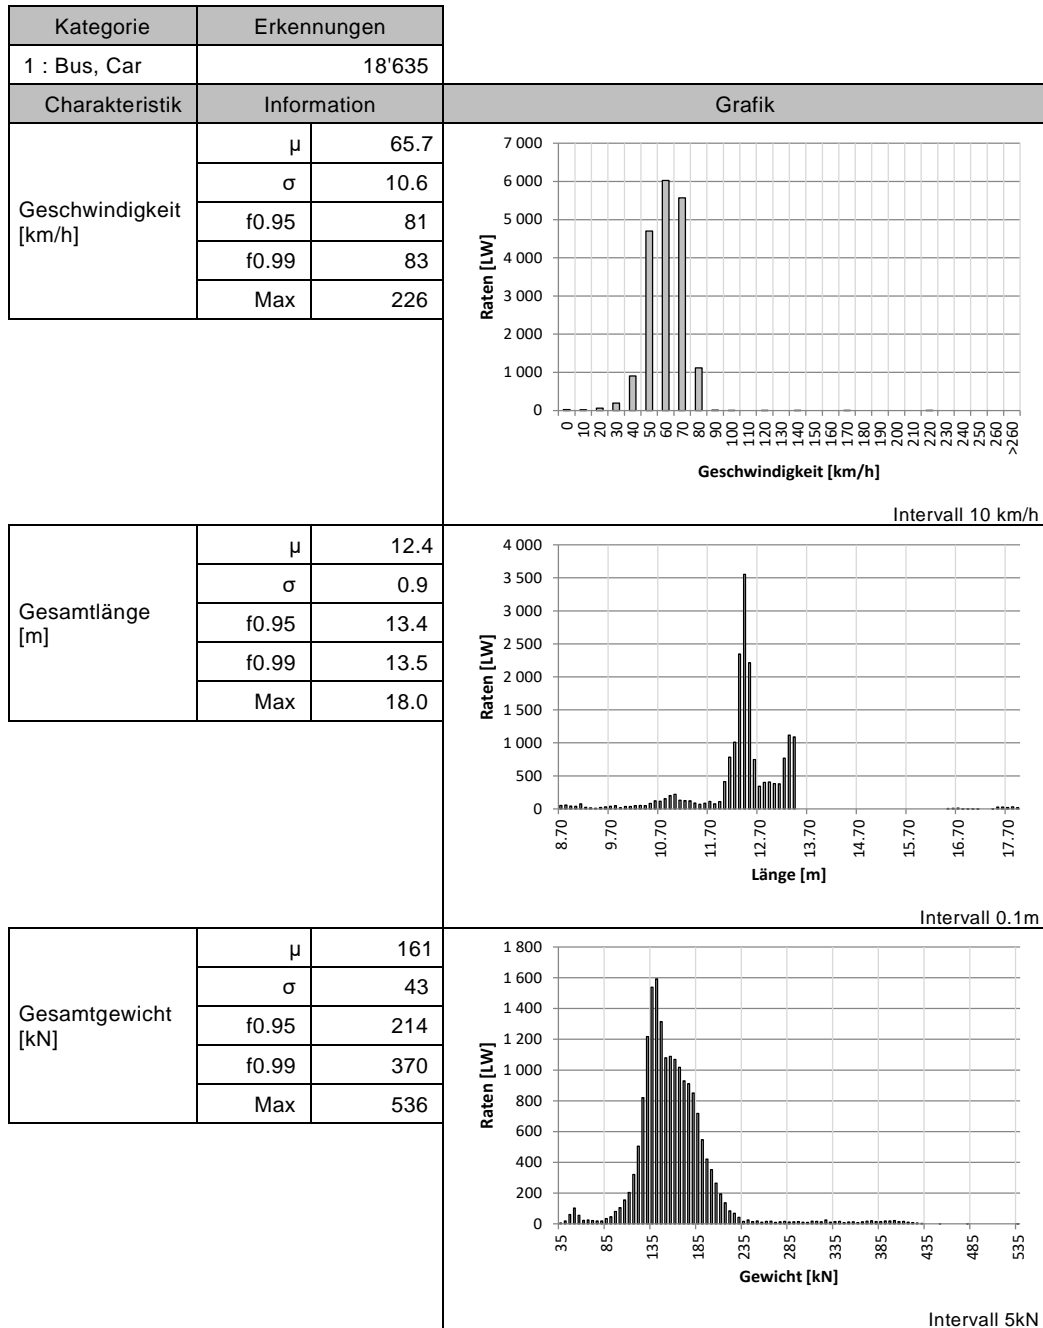 Kategorie Erkennungen
1 : Bus, Car 18'635
Charakteristik Information Grafik
Geschwindigkeit [km/h]
µ 65.7
σ 10.6
f0.95 81
f0.99 83
Max 226
Raten [LW]
7 000
6 000
5 000
4 000
3 000
2 000
1 000
0
0 10 20 30 40 50 60 70 80 90 100 110 120 130 140 150 160 170 180 190 200 210 220 230 240 250 260 >260
Geschwindigkeit [km/h]
Intervall 10 km/h
Gesamtlänge
[m]
µ 12.4
σ 0.9
f0.95 13.4
f0.99 13.5
Max 18.0
Raten [LW]
4 000
3 500
3 000
2 500
2 000
1 500
1 000
500
0
8.70 9.70 10.70 11.70 12.70 13.70 14.70 15.70 16.70 17.70
Länge [m]
Intervall 0.1m
Gesamtgewicht
[kN]
µ 161
σ 43
f0.95 214
f0.99 370
Max 536
Raten [LW]
1 800
1 600
1 400
1 200
1 000
800
600
400
200
0
35 85 135 185 235 285 335 385 435 485 535
Gewicht [kN]
Intervall 5kN